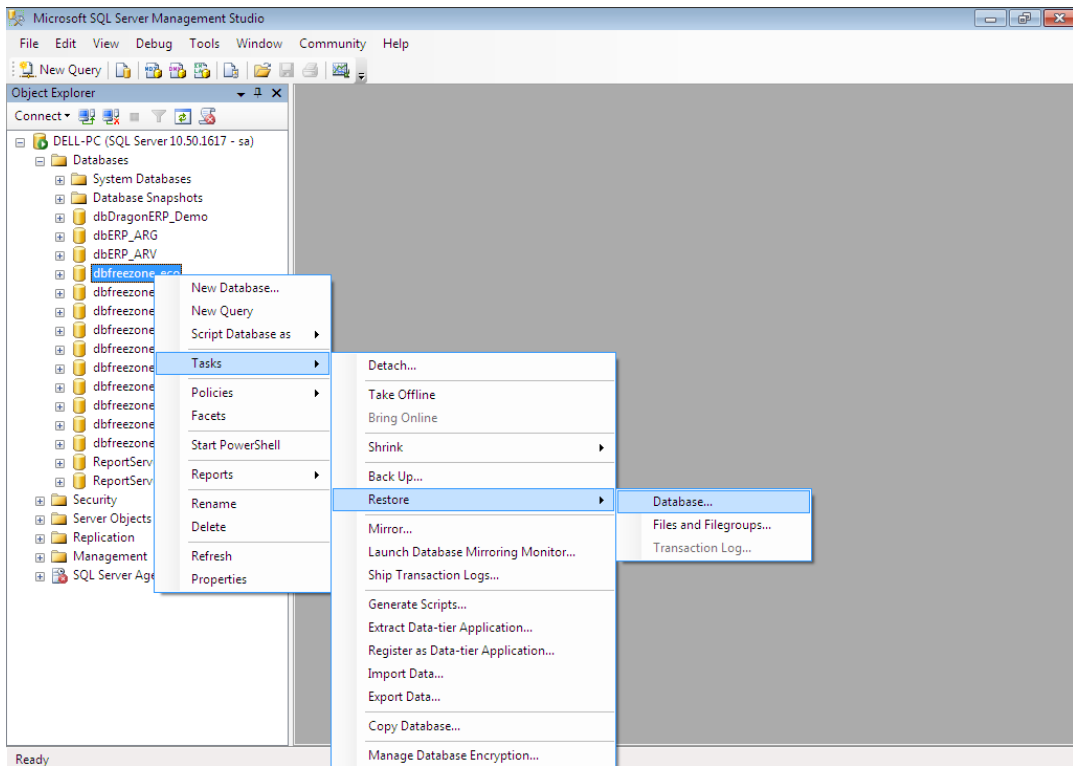 Microsoft SQL Server Management Studio
File Edit View Debug Tools Window Community Help
New Query
Object Explorer
Connect
DELL-PC (SQL Server 10.50.1617 - sa)
Databases
System Databases
Database Snapshots
dbDragonERP_Demo
dbERP_ARG
dbERP_ARV
dbfreezone_eco
dbfreezone
dbfreezone
dbfreezone
dbfreezone
dbfreezone
dbfreezone
dbfreezone
dbfreezone
dbfreezone
ReportServ
ReportServ
Security
Server Objects
Replication
Management
SQL Server Age
New Database...
New Query
Script Database as
Tasks
Policies
Facets
Start PowerShell
Reports
Rename
Delete
Refresh
Properties
Detach...
Take Offline
Bring Online
Shrink
Back Up...
Restore
Mirror...
Launch Database Mirroring Monitor...
Ship Transaction Logs...
Generate Scripts...
Extract Data-tier Application...
Register as Data-tier Application...
Import Data...
Export Data...
Copy Database...
Manage Database Encryption...
Database...
Files and Filegroups...
Transaction Log...
Ready